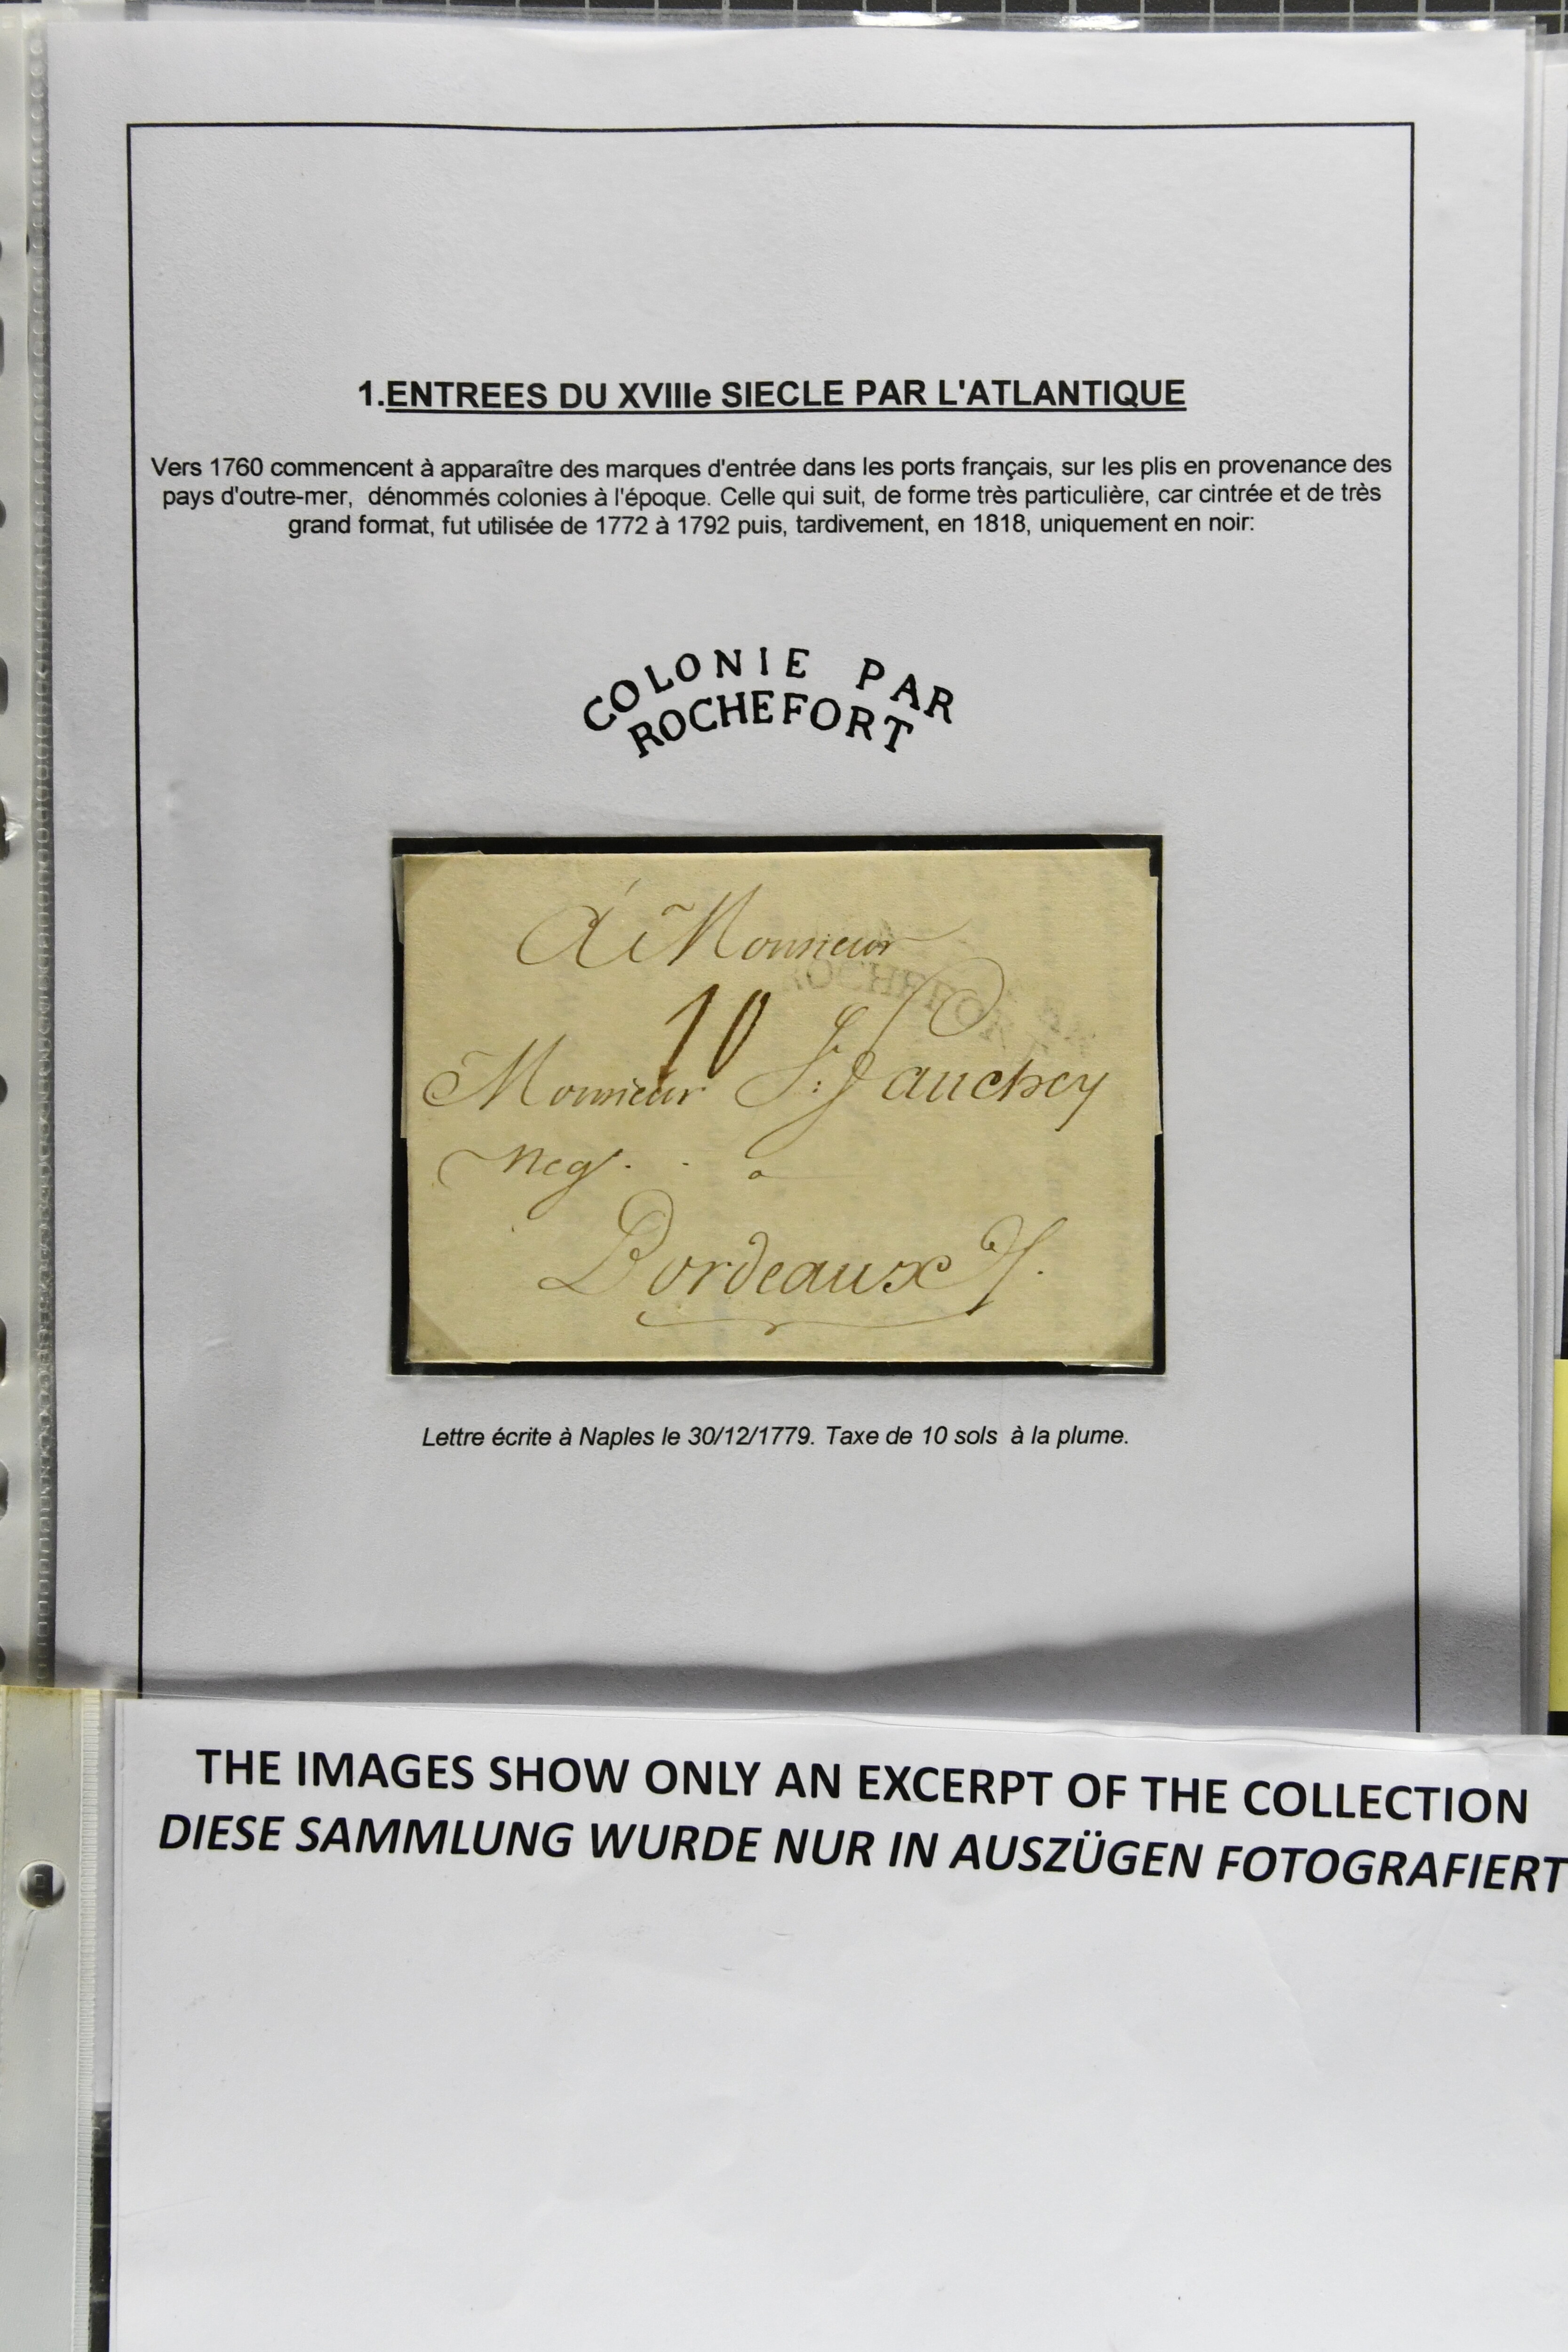 1.ENTREES DU XVIIIe SIECLE PAR L'ATLANTIQUE
Vers 1760 commencent à apparaître des marques d'entrée dans les ports français, sur les plis en provenance des
pays d'outre-mer, dénommés colonies à l'époque. Celle qui suit, de forme très particulière, car cintrée et de très
grand format, fut utilisée de 1772 à 1792 puis, tardivement, en 1818, uniquement en noir:
COLONIE PAR
ROCHEFORT
À Monsieur
ROCHEFORT
10
Monsieur J: Fauchey
Neg. a
Bordeaux
Lettre écrite à Naples le 30/12/1779. Taxe de 10 sols à la plume.
THE IMAGES SHOW ONLY AN EXCERPT OF THE COLLECTION
DIESE SAMMLUNG WURDE NUR IN AUSZÜGEN FOTOGRAFIERT